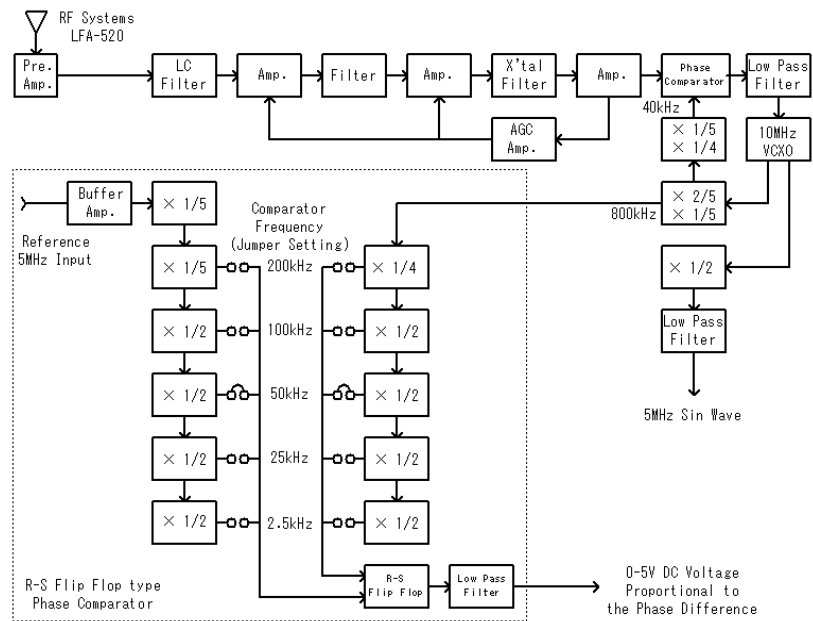 RF Systems
LFA-520
Pre.
Amp.
LC
Filter
Amp.
Filter
Amp.
X'tal
Filter
Amp.
Phase
Comparator
Low Pass
Filter
AGC
Amp.
40kHz
× 1/5
× 1/4
10MHz
VCXO
800kHz
× 2/5
× 1/5
× 1/2
Low Pass
Filter
5MHz Sin Wave
Buffer
Amp.
× 1/5
Reference
5MHz Input
Comparator
Frequency
(Jumper Setting)
× 1/5
200kHz
× 1/4
× 1/2
100kHz
× 1/2
× 1/2
50kHz
× 1/2
× 1/2
25kHz
× 1/2
× 1/2
2.5kHz
× 1/2
R-S Flip Flop type
Phase Comparator
R-S
Flip Flop
Low Pass
Filter
0-5V DC Voltage
Proportional to
the Phase Difference